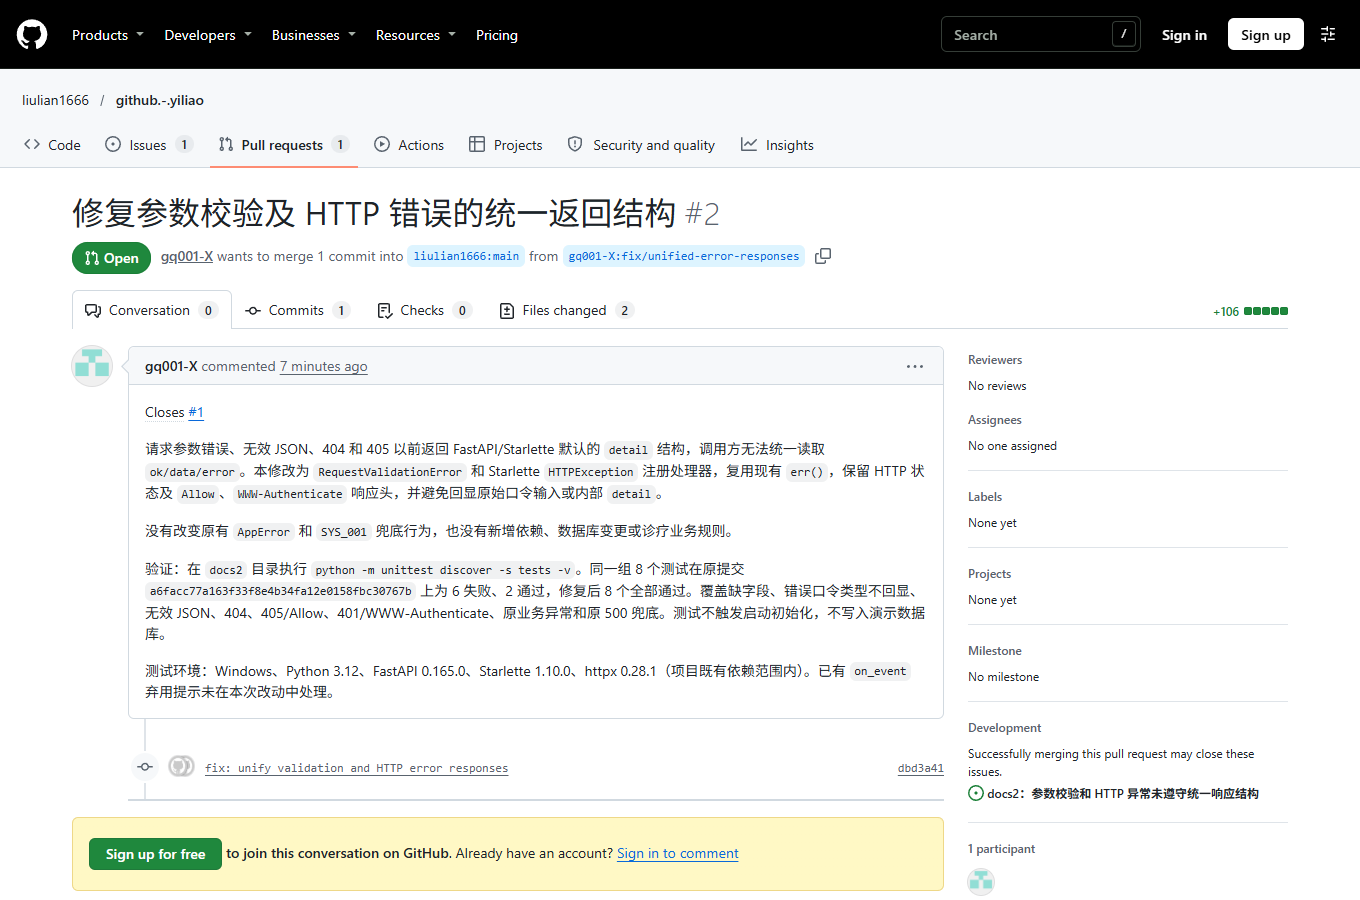 Products
Developers
Businesses
Resources
Pricing
Search
/
Sign in
Sign up
liulian1666 / github.-.yiliao
Code
Issues 1
Pull requests 1
Actions
Projects
Security and quality
Insights
修复参数校验及 HTTP 错误的统一返回结构 #2
Open
gq001-X wants to merge 1 commit into liulian1666:main from gq001-X:fix/unified-error-responses
Conversation 0
Commits 1
Checks 0
Files changed 2
+106
gq001-X commented 7 minutes ago
Closes #1
请求参数错误、无效 JSON、404 和 405 以前返回 FastAPI/Starlette 默认的 detail 结构，调用方无法统一读取
ok/data/error。本修改为 RequestValidationError 和 Starlette HTTPException 注册处理器，复用现有 err()，保留 HTTP 状
态及 Allow、WWW-Authenticate 响应头，并避免回显原始口令输入或内部 detail。
没有改变原有 AppError 和 SYS_001 兜底行为，也没有新增依赖、数据库变更或诊疗业务规则。
验证：在 docs2 目录执行 python -m unittest discover -s tests -v。同一组 8 个测试在原提交
a6facc77a163f33f8e4b34fa12e0158fbc30767b 上为 6 失败、2 通过，修复后 8 个全部通过。覆盖缺字段、错误口令类型不回显、
无效 JSON、404、405/Allow、401/WWW-Authenticate、原业务异常和原 500 兜底。测试不触发启动初始化，不写入演示数据
库。
测试环境：Windows、Python 3.12、FastAPI 0.165.0、Starlette 1.10.0、httpx 0.28.1（项目既有依赖范围内）。已有 on_event
弃用提示未在本次改动中处理。
fix: unify validation and HTTP error responses
dbd3a41
Sign up for free to join this conversation on GitHub. Already have an account? Sign in to comment
Reviewers
No reviews
Assignees
No one assigned
Labels
None yet
Projects
None yet
Milestone
No milestone
Development
Successfully merging this pull request may close these
issues.
docs2：参数校验和 HTTP 异常未遵守统一响应结构
1 participant